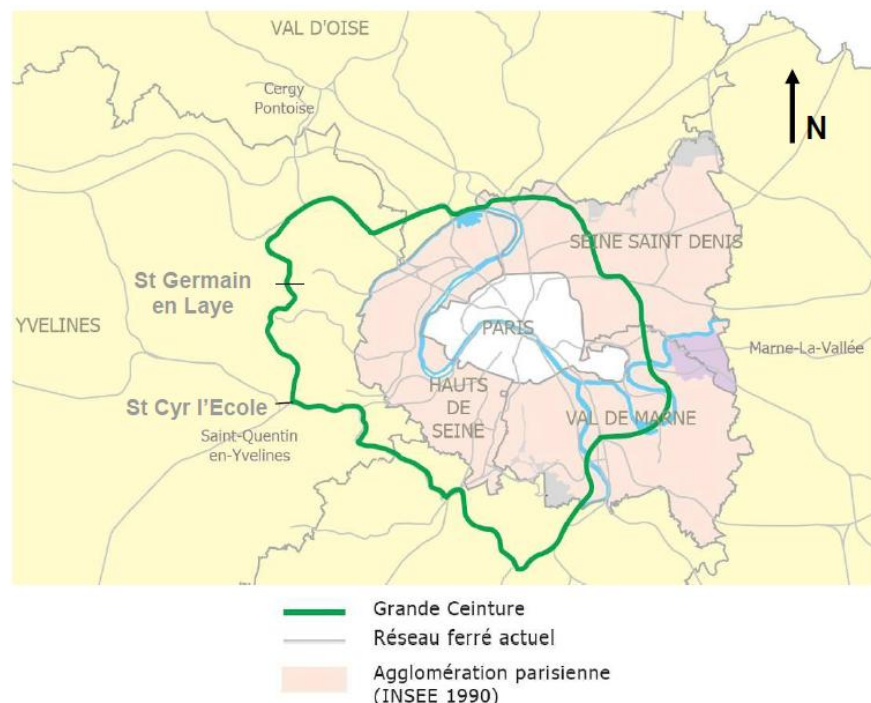 VAL D'OISE
Cergy
Pontoise
N
SEINE SAINT DENIS
St Germain
en Laye
YVELINES
PARIS
Marne-La-Vallée
HAUTS
DE
SEINE
VAL DE MARNE
St Cyr l'Ecole
Saint-Quentin
en-Yvelines
Grande Ceinture
Réseau ferré actuel
Agglomération parisienne
(INSEE 1990)